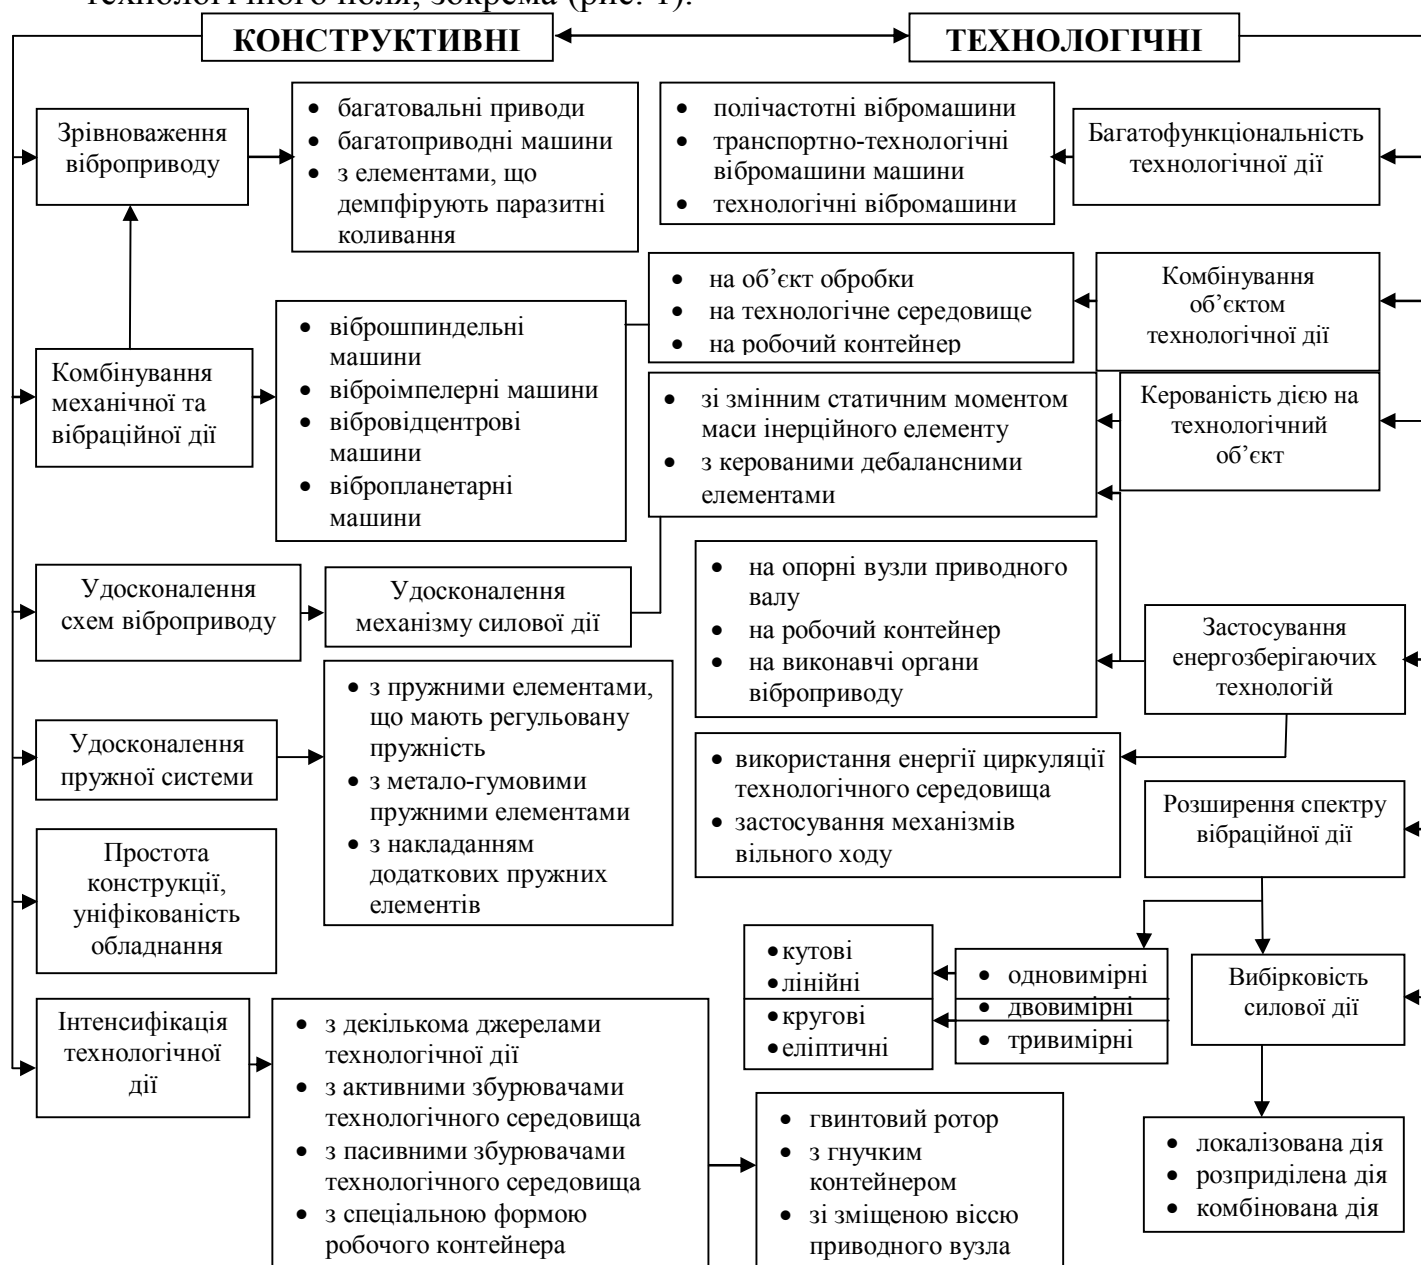 технологічного поля, зокрема (рис. 1).
КОНСТРУКТИВНІ
ТЕХНОЛОГІЧНІ
Зрівноваження
віброприводу
• багатовальні приводи
• багатоприводні машини
• з елементами, що
демпфірують паразитні
коливання
• полічастотні вібромашини
• транспортно-технологічні
вібромашини машини
• технологічні вібромашини
Багатофункціональність
технологічної дії
Комбінування
механічної та
вібраційної дії
• віброшпиндельні
машини
• віброімпелерні машини
• вібровідцентрові
машини
• вібропланетарні
машини
• на об’єкт обробки
• на технологічне середовище
• на робочий контейнер
Комбінування
об’єктом
технологічної дії
• зі змінним статичним моментом
маси інерційного елементу
• з керованими дебалансними
елементами
Керованість дією на
технологічний
об’єкт
Удосконалення
схем віброприводу
Удосконалення
механізму силової дії
• на опорні вузли приводного
валу
• на робочий контейнер
• на виконавчі органи
віброприводу
Застосування
енергозберігаючих
технологій
Удосконалення
пружної системи
• з пружними елементами,
що мають регульовану
пружність
• з метало-гумовими
пружними елементами
• з накладанням
додаткових пружних
елементів
• використання енергії циркуляції
технологічного середовища
• застосування механізмів
вільного ходу
Розширення спектру
вібраційної дії
Простота
конструкції,
уніфікованість
обладнання
• кутові
• лінійні
• кругові
• еліптичні
• одновимірні
• двовимірні
• тривимірні
Вибірковість
силової дії
Інтенсифікація
технологічної
дії
• з декількома джерелами
технологічної дії
• з активними збурювачами
технологічного середовища
• з пасивними збурювачами
технологічного середовища
• з спеціальною формою
робочого контейнера
• гвинтовий ротор
• з гнучким
контейнером
• зі зміщеною віссю
приводного вузла
• локалізована дія
• розприділена дія
• комбінована дія